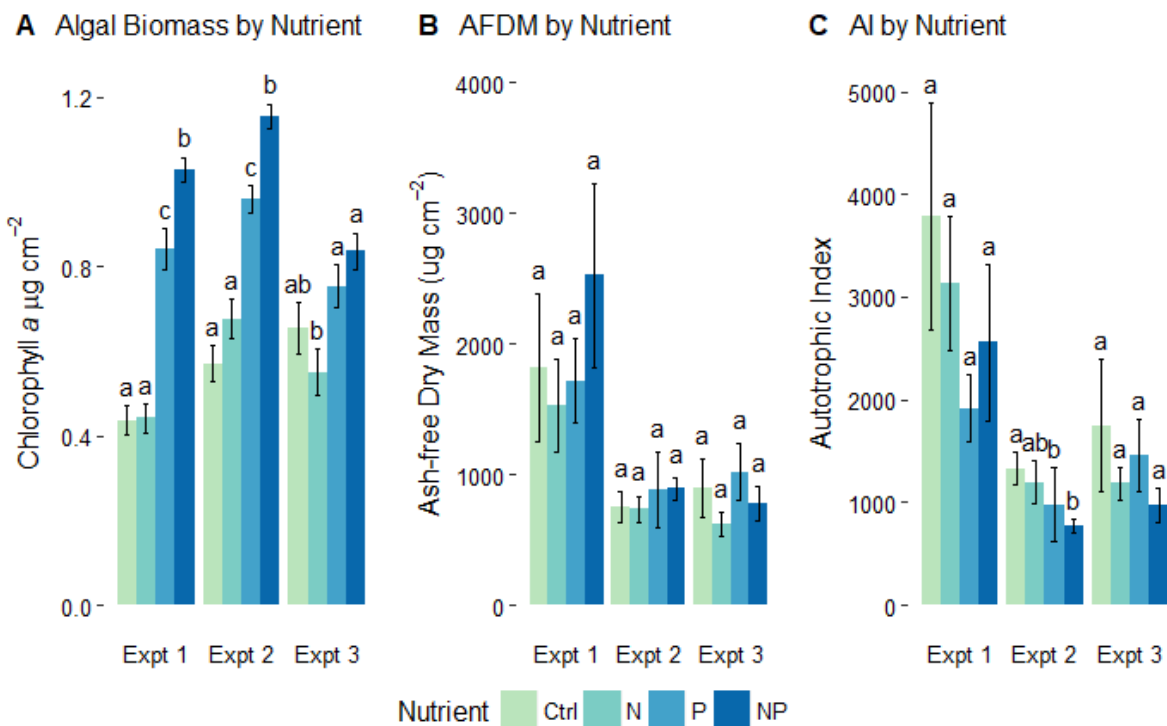 A Algal Biomass by Nutrient
Chlorophyll a µg cm⁻²
1.2
0.8
0.4
0.0
a a c b
a a c b
ab b a a
Expt 1 Expt 2 Expt 3
B AFDM by Nutrient
Ash-free Dry Mass (ug cm⁻²)
4000
3000
2000
1000
0
a a a a
a a a a
a a a a
Expt 1 Expt 2 Expt 3
C AI by Nutrient
Autotrophic Index
5000
4000
3000
2000
1000
0
a a a a
a ab b b
a a a a
Expt 1 Expt 2 Expt 3
Nutrient Ctrl N P NP